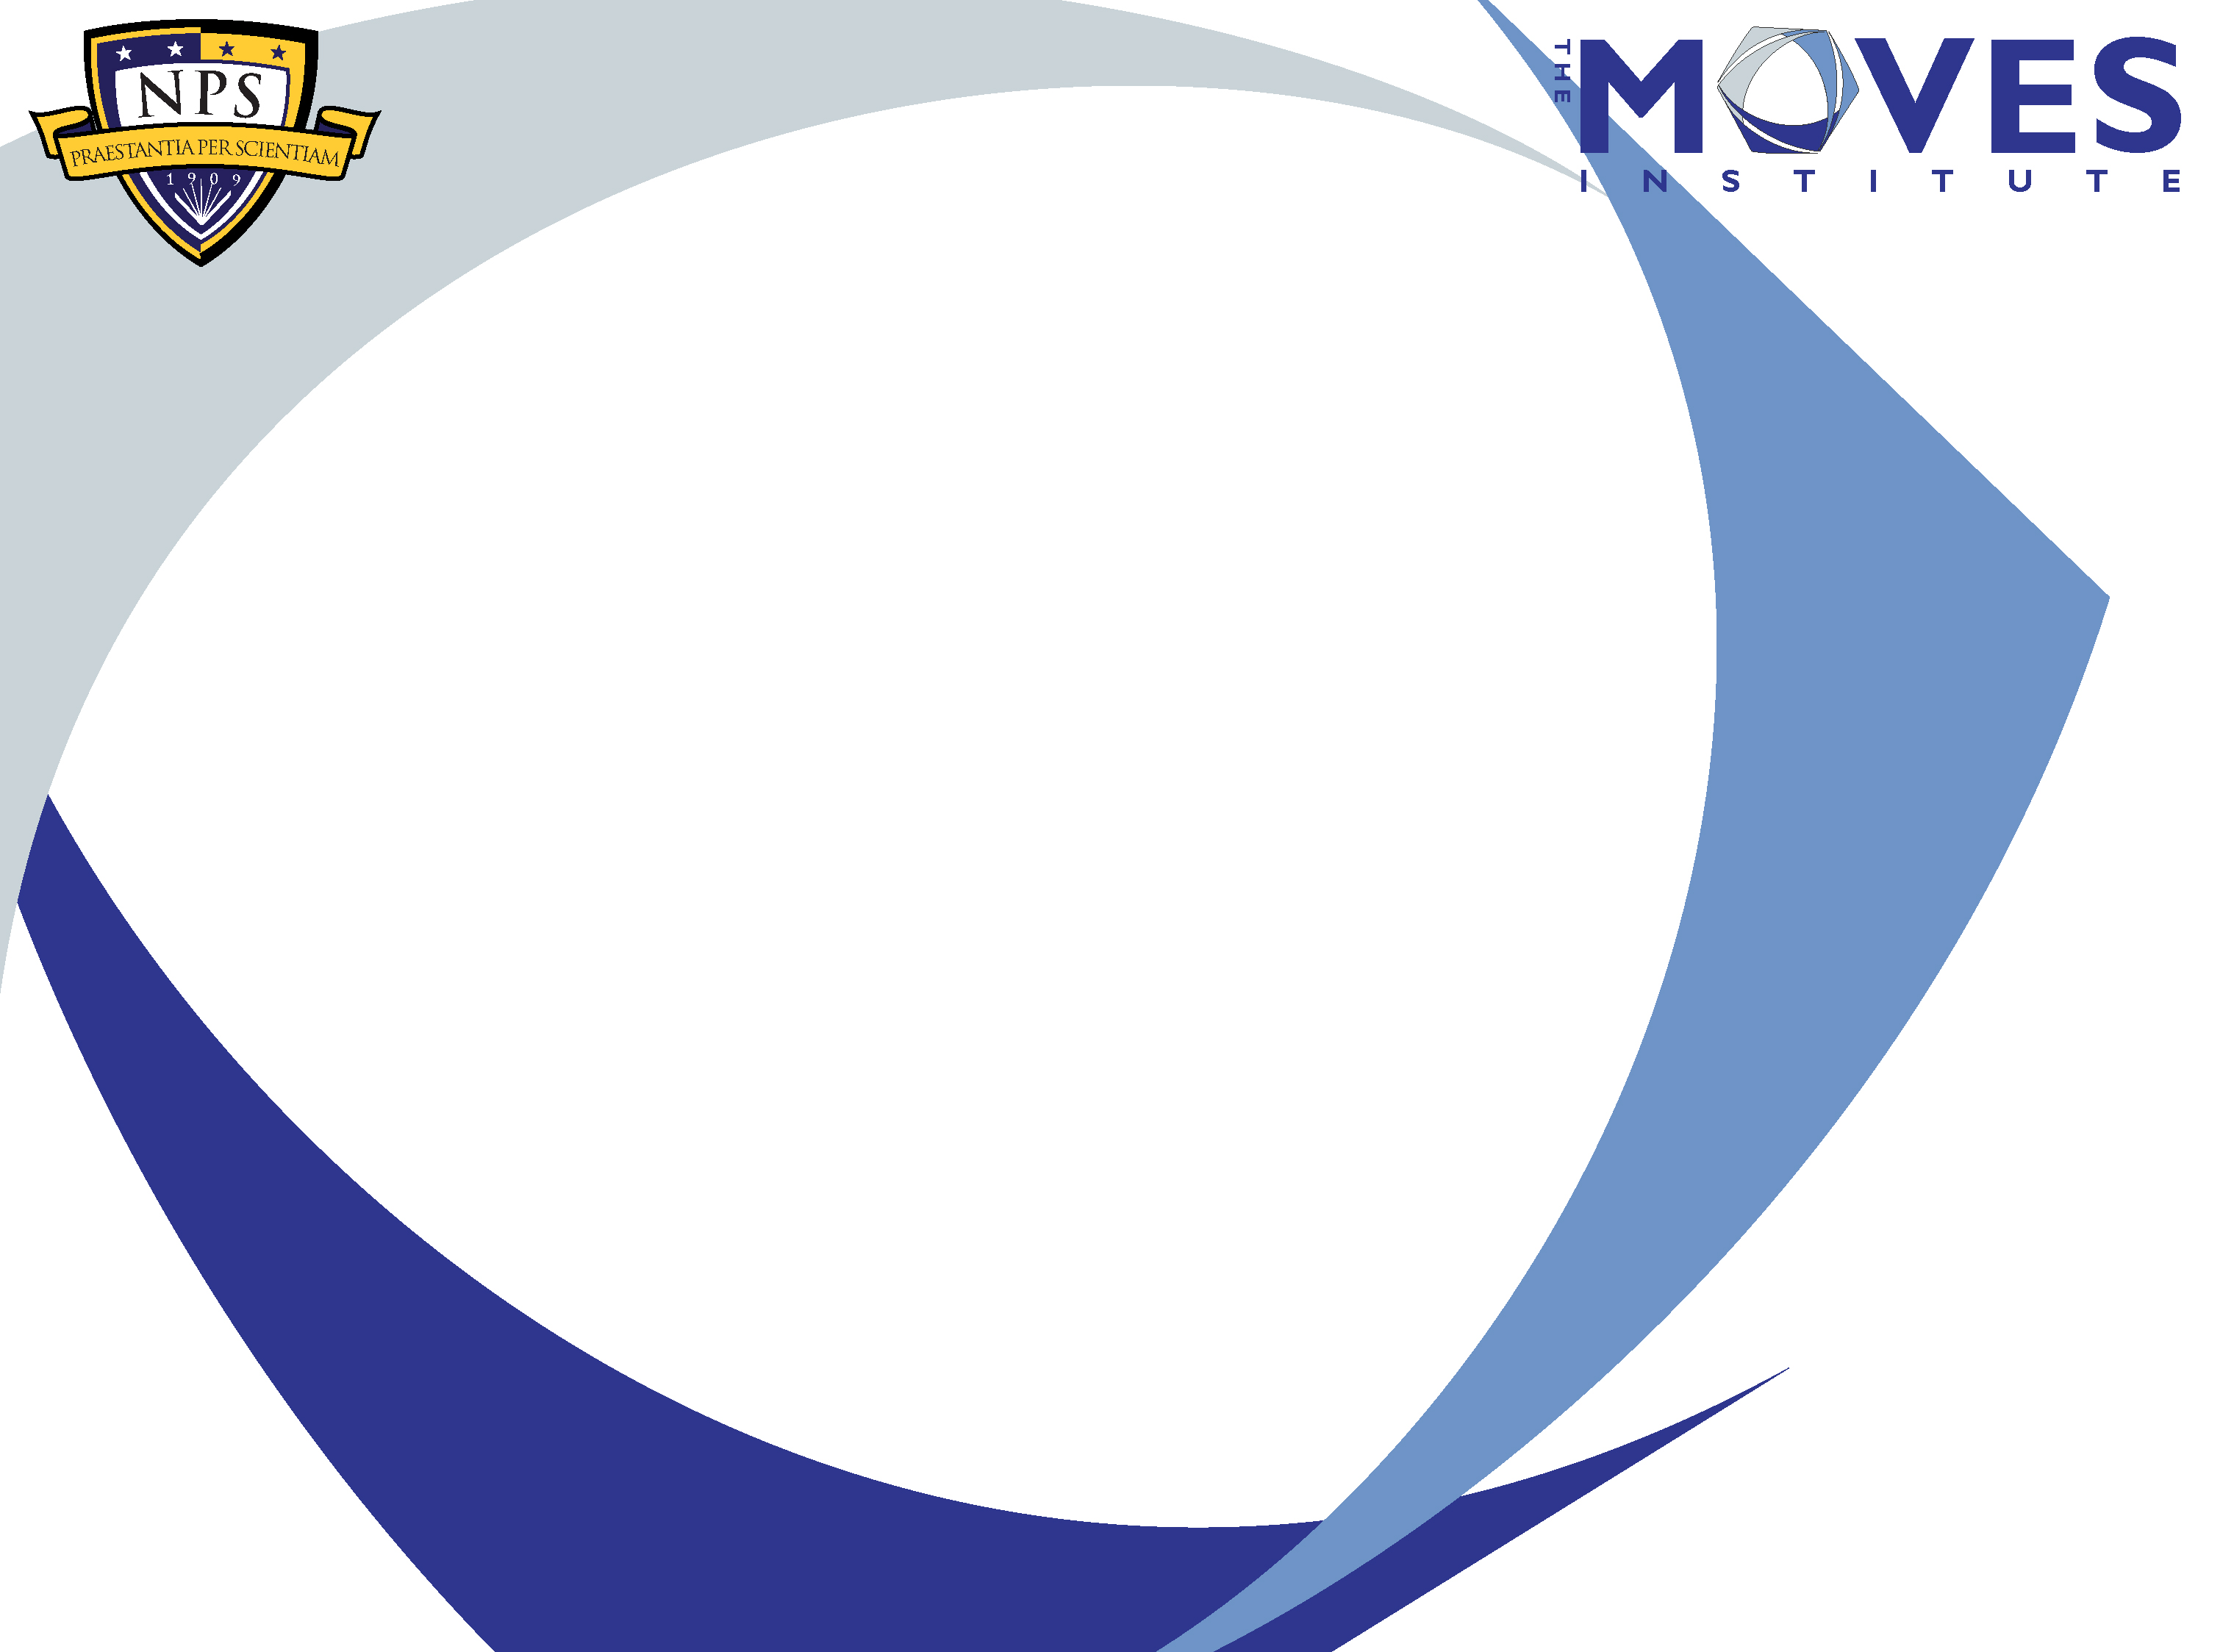 NPS
PRAESTANTIA PER SCIENTIAM
1909
THE
MOVES
INSTITUTE